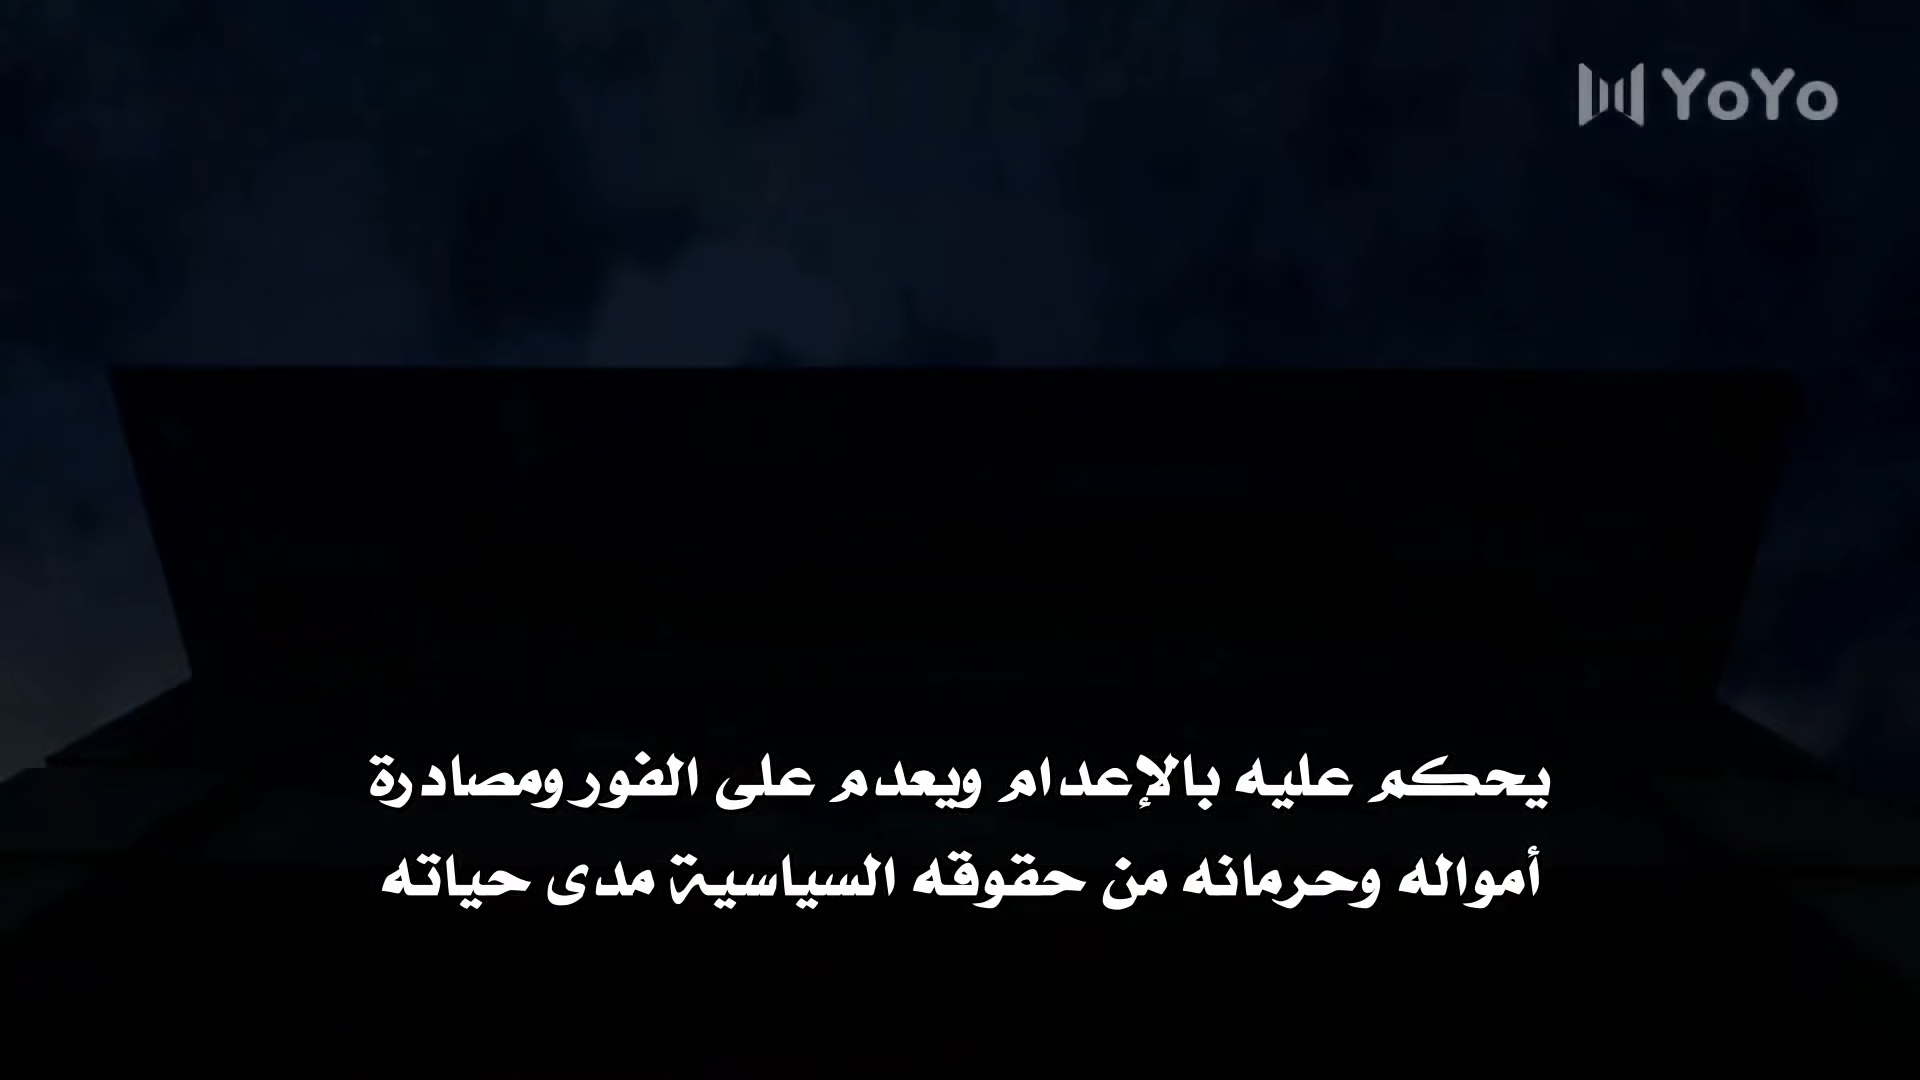 YoYo
يحكم عليه بالإعدام ويعدم على الفور ومصادرة
أمواله وحرمانه من حقوقه السياسية مدى حياته